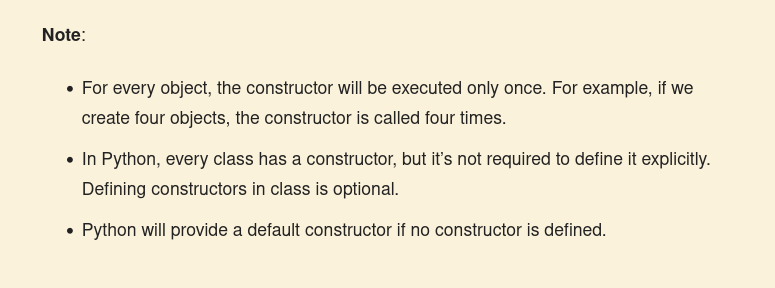 Note:
• For every object, the constructor will be executed only once. For example, if we
create four objects, the constructor is called four times.
• In Python, every class has a constructor, but it’s not required to define it explicitly.
Defining constructors in class is optional.
• Python will provide a default constructor if no constructor is defined.